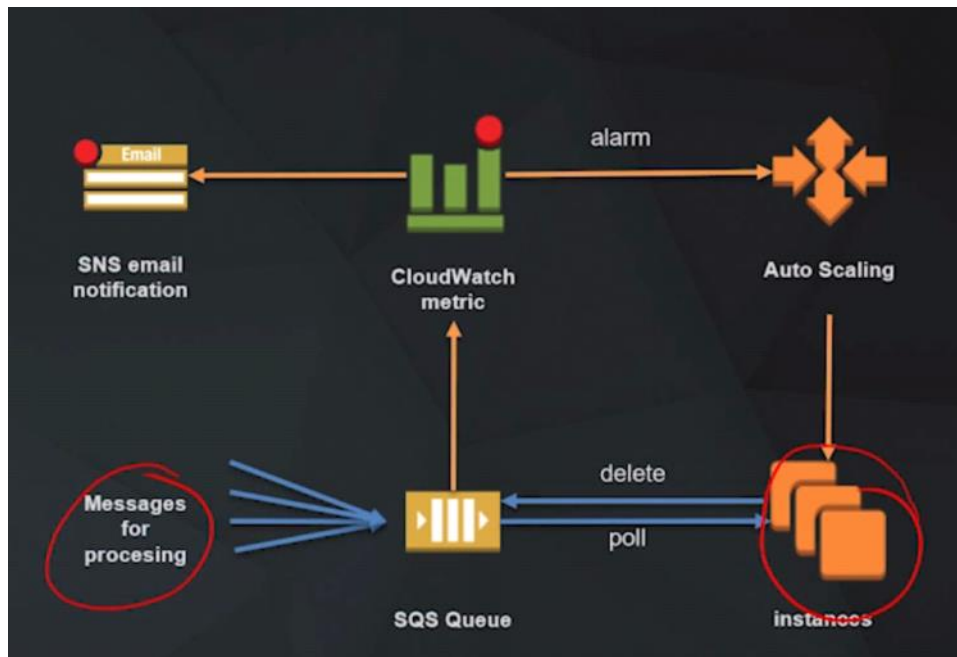 alarm
Email
SNS email
notification
CloudWatch
metric
Auto Scaling
Messages
for
procesing
delete
poll
SQS Queue
instances